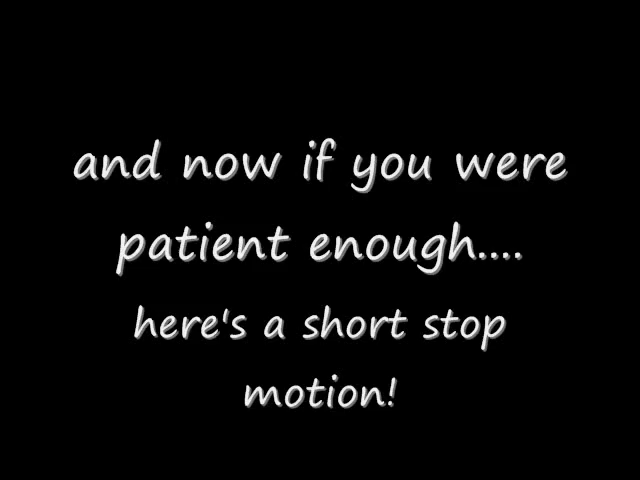 and now if you were
patient enough....
here's a short stop
motion!